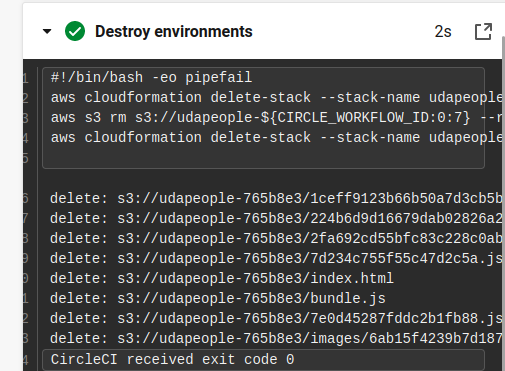 Destroy environments 2s
1 #!/bin/bash -eo pipefail
2 aws cloudformation delete-stack --stack-name udapeople
3 aws s3 rm s3://udapeople-${CIRCLE_WORKFLOW_ID:0:7} --r
4 aws cloudformation delete-stack --stack-name udapeople
5
6 delete: s3://udapeople-765b8e3/1ceff9123b66b50a7d3cb5b
7 delete: s3://udapeople-765b8e3/224b6d9d16679dab02826a2
8 delete: s3://udapeople-765b8e3/2fa692cd55bfc83c228c0ab
9 delete: s3://udapeople-765b8e3/7d234c755f55c47d2c5a.js
0 delete: s3://udapeople-765b8e3/index.html
1 delete: s3://udapeople-765b8e3/bundle.js
2 delete: s3://udapeople-765b8e3/7e0d45287fddc2b1fb88.js
3 delete: s3://udapeople-765b8e3/images/6ab15f4239b7d187
4 CircleCI received exit code 0